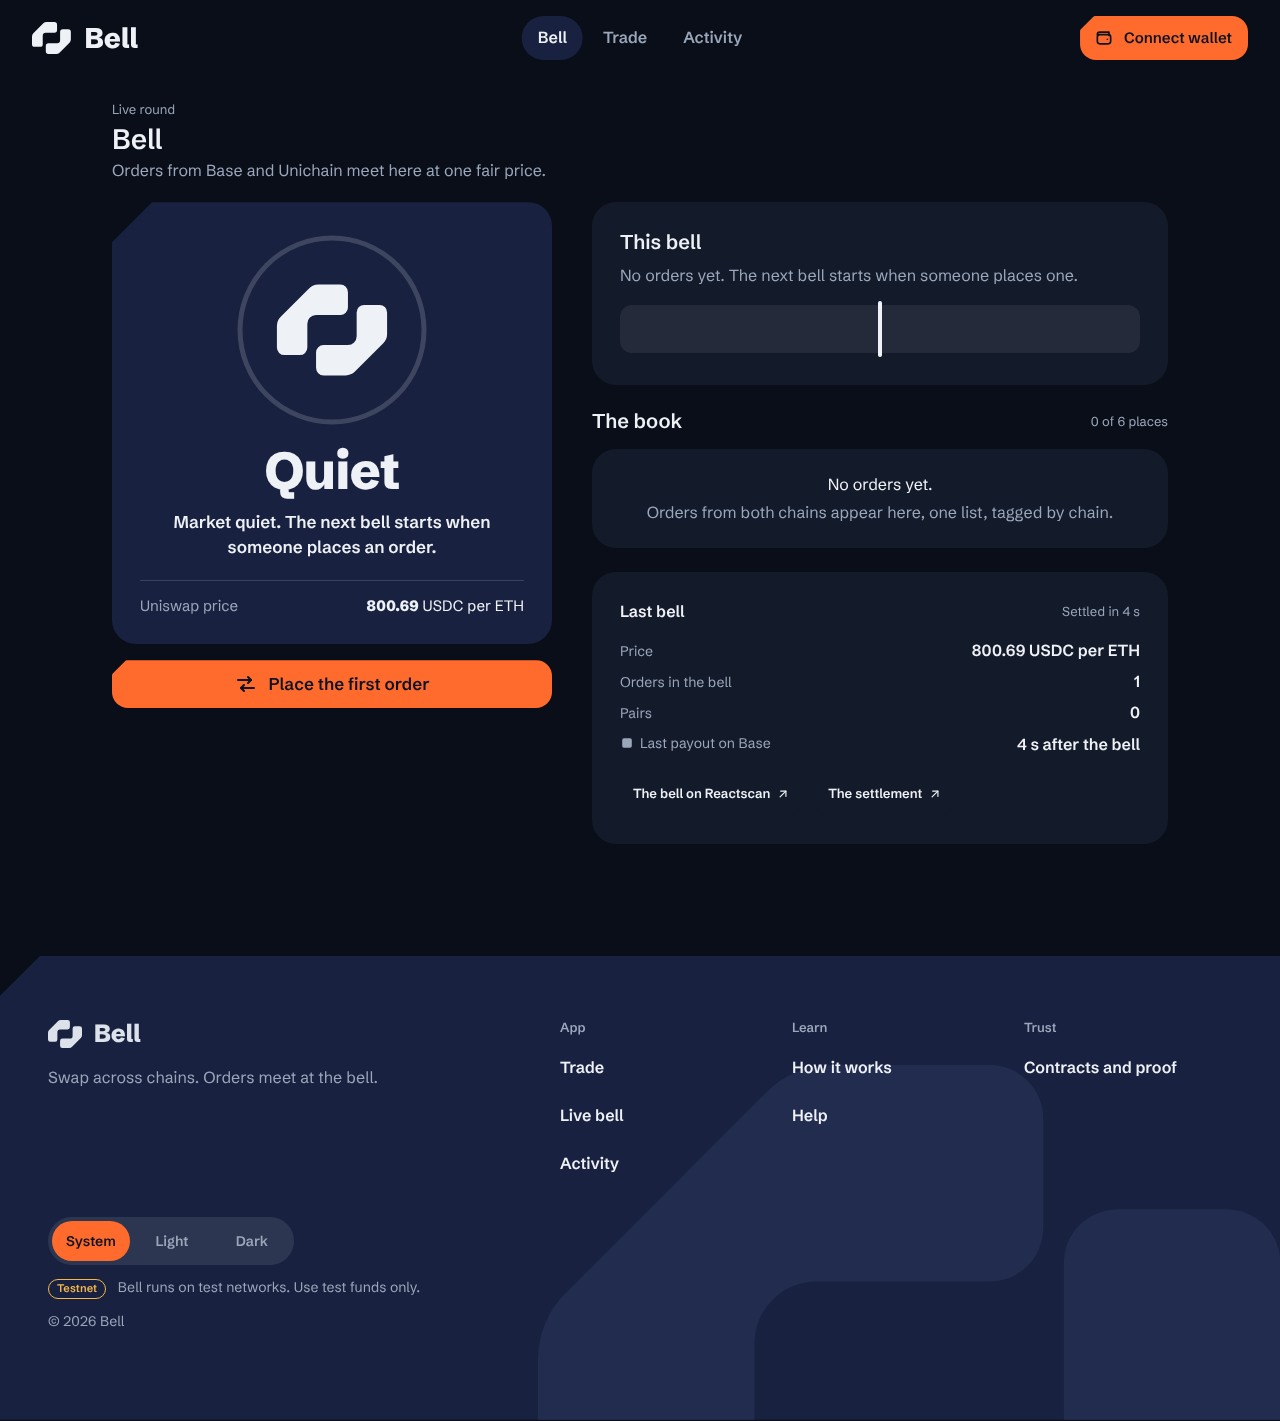 Bell
Bell
Trade
Activity
Connect wallet
Live round
Bell
Orders from Base and Unichain meet here at one fair price.
Quiet
Market quiet. The next bell starts when
someone places an order.
Uniswap price
800.69 USDC per ETH
Place the first order
This bell
No orders yet. The next bell starts when someone places one.
The book
0 of 6 places
No orders yet.
Orders from both chains appear here, one list, tagged by chain.
Last bell
Settled in 4 s
Price
800.69 USDC per ETH
Orders in the bell
1
Pairs
0
Last payout on Base
4 s after the bell
The bell on Reactscan
The settlement
Bell
Swap across chains. Orders meet at the bell.
App
Trade
Live bell
Activity
Learn
How it works
Help
Trust
Contracts and proof
System
Light
Dark
Testnet
Bell runs on test networks. Use test funds only.
© 2026 Bell